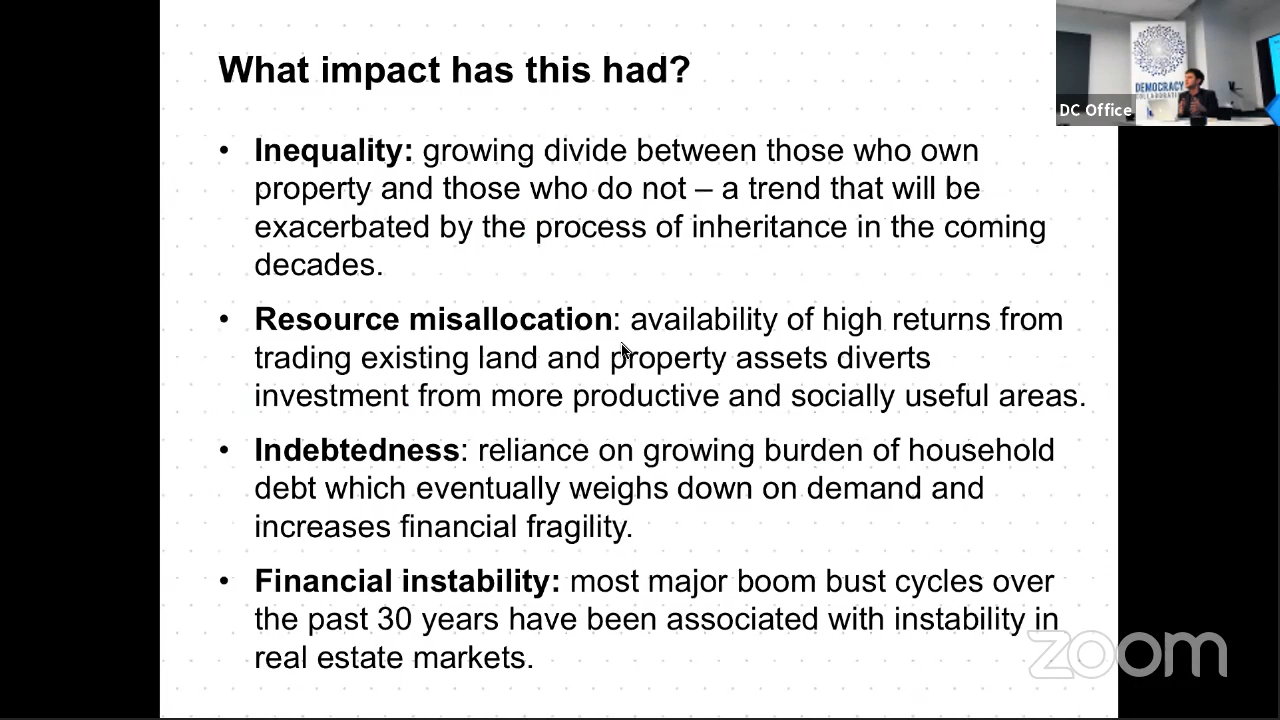 What impact has this had?
DEMOCRACY
COLLABORATIVE
DC Office
• Inequality: growing divide between those who own
property and those who do not – a trend that will be
exacerbated by the process of inheritance in the coming
decades.
• Resource misallocation: availability of high returns from
trading existing land and property assets diverts
investment from more productive and socially useful areas.
• Indebtedness: reliance on growing burden of household
debt which eventually weighs down on demand and
increases financial fragility.
• Financial instability: most major boom bust cycles over
the past 30 years have been associated with instability in
real estate markets.
zoom